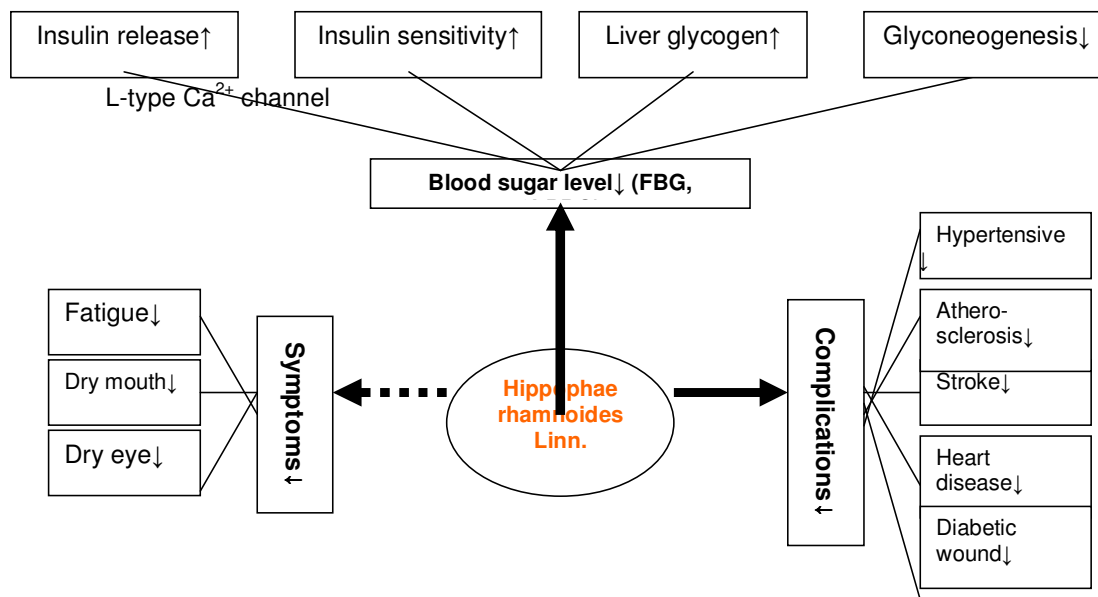 Insulin release↑
Insulin sensitivity↑
Liver glycogen↑
Glyconeogenesis↓
L-type Ca²⁺ channel
Blood sugar level↓ (FBG,
Hypertensive
↓
Athero-
sclerosis↓
Stroke↓
Heart
disease↓
Diabetic
wound↓
Complications↓
Fatigue↓
Dry mouth↓
Dry eye↓
Symptoms↓
Hippophae
rhamnoides
Linn.